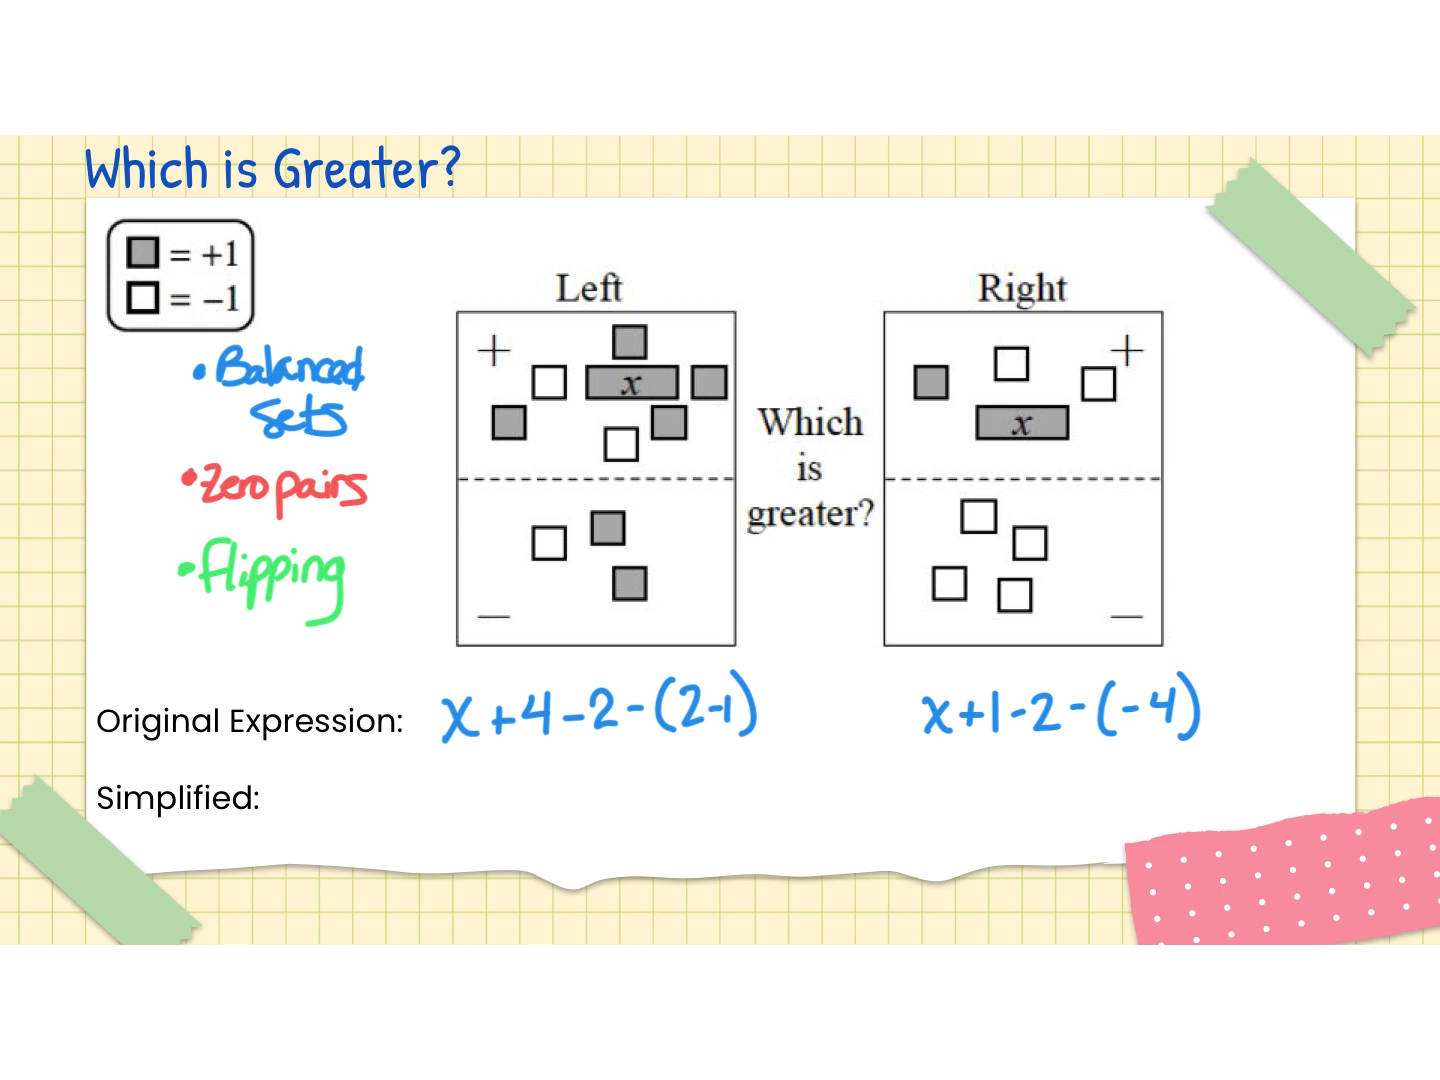 Which is Greater?
= +1
= −1
• Balanced
sets
• Zero pairs
• flipping
Left
+
x
−
Which
is
greater?
Right
+
x
−
Original Expression: x+4-2-(2-1) x+1-2-(-4)
Simplified: